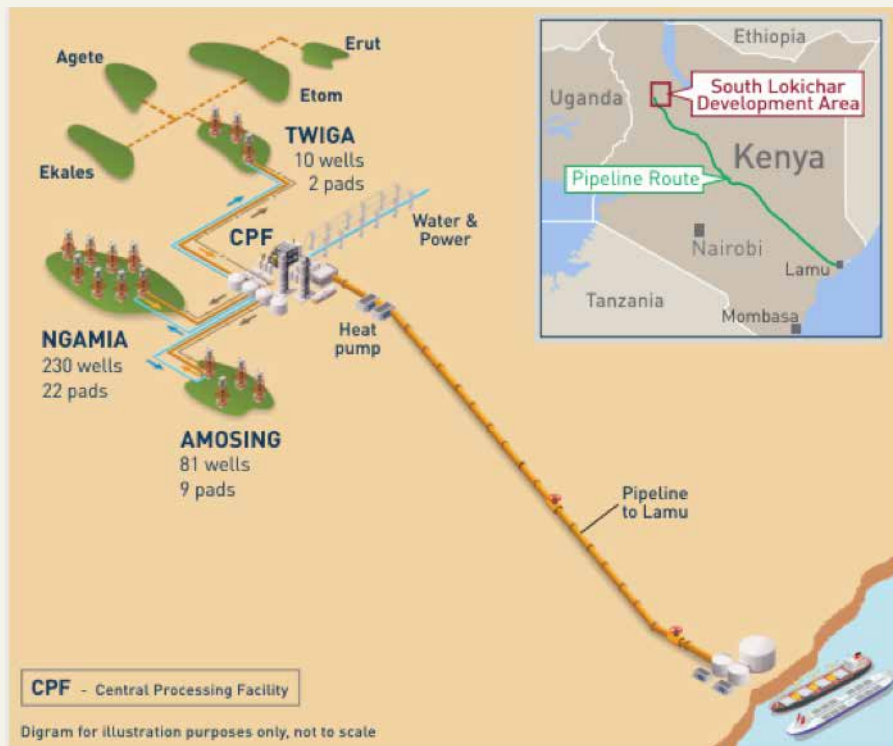 Agete
Erut
Etom
Ekales
TWIGA
10 wells
2 pads
CPF
Water &
Power
NGAMIA
230 wells
22 pads
Heat
pump
AMOSING
81 wells
9 pads
Pipeline
to Lamu
CPF - Central Processing Facility
Digram for illustration purposes only, not to scale
Ethiopia
Uganda
South Lokichar
Development Area
Kenya
Pipeline Route
Nairobi
Lamu
Tanzania
Mombasa